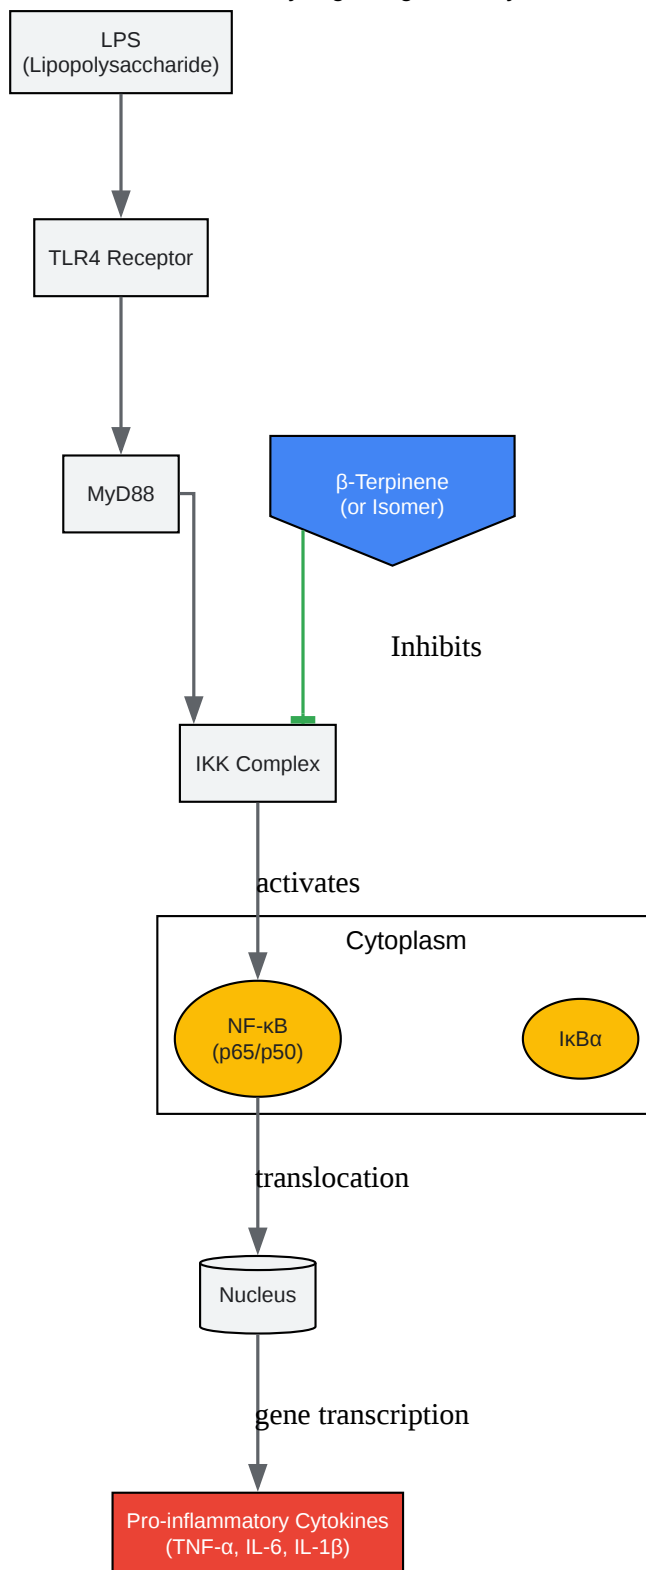 LPS
(Lipopolysaccharide)
TLR4 Receptor
MyD88
β-Terpinene
(or Isomer)
Inhibits
IKK Complex
activates
Cytoplasm
NF-κB
(p65/p50)
IκBα
translocation
Nucleus
gene transcription
Pro-inflammatory Cytokines
(TNF-α, IL-6, IL-1β)